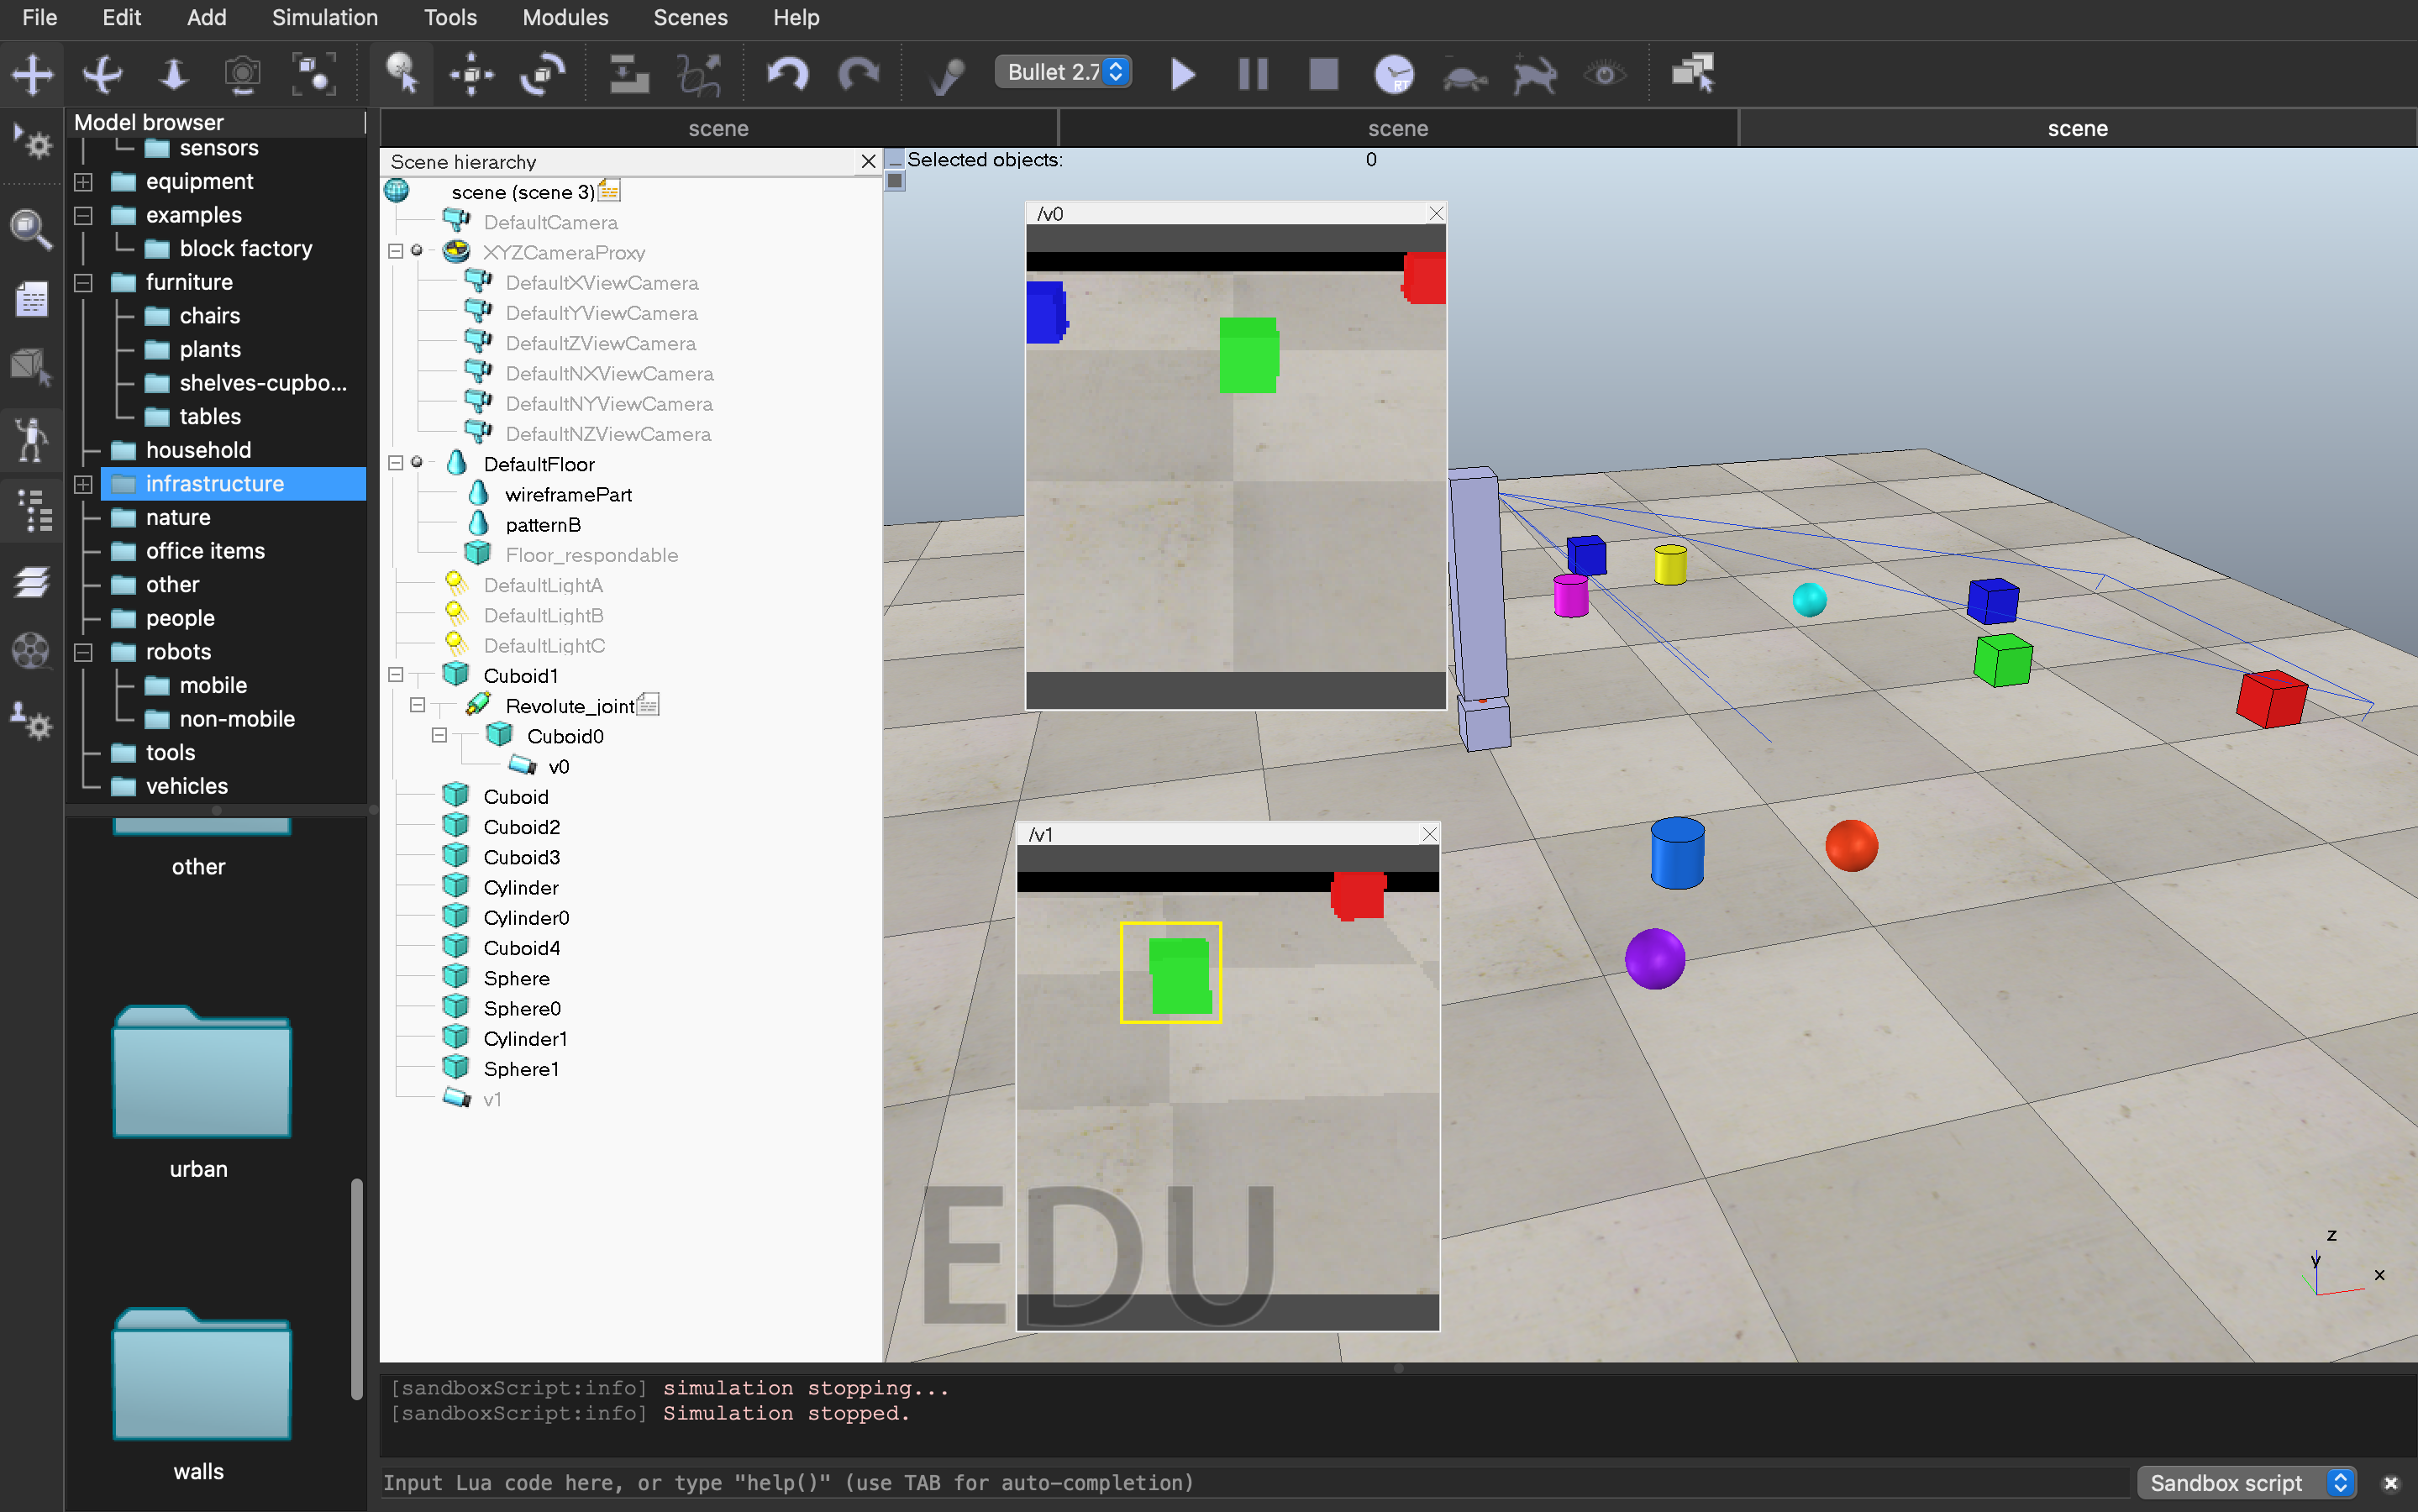 File Edit Add Simulation Tools Modules Scenes Help
Bullet 2.7
RT
Model browser
sensors
equipment
examples
block factory
furniture
chairs
plants
shelves-cupbo...
tables
household
infrastructure
nature
office items
other
people
robots
mobile
non-mobile
tools
vehicles
other
urban
walls
scene scene scene
Scene hierarchy
scene (scene 3)
DefaultCamera
XYZCameraProxy
DefaultXViewCamera
DefaultYViewCamera
DefaultZViewCamera
DefaultNXViewCamera
DefaultNYViewCamera
DefaultNZViewCamera
DefaultFloor
wireframePart
patternB
Floor_respondable
DefaultLightA
DefaultLightB
DefaultLightC
Cuboid1
Revolute_joint
Cuboid0
v0
Cuboid
Cuboid2
Cuboid3
Cylinder
Cylinder0
Cuboid4
Sphere
Sphere0
Cylinder1
Sphere1
v1
Selected objects: 0
/v0
/v1
EDU
z
y
x
[sandboxScript:info] simulation stopping...
[sandboxScript:info] Simulation stopped.
Input Lua code here, or type "help()" (use TAB for auto-completion)
Sandbox script